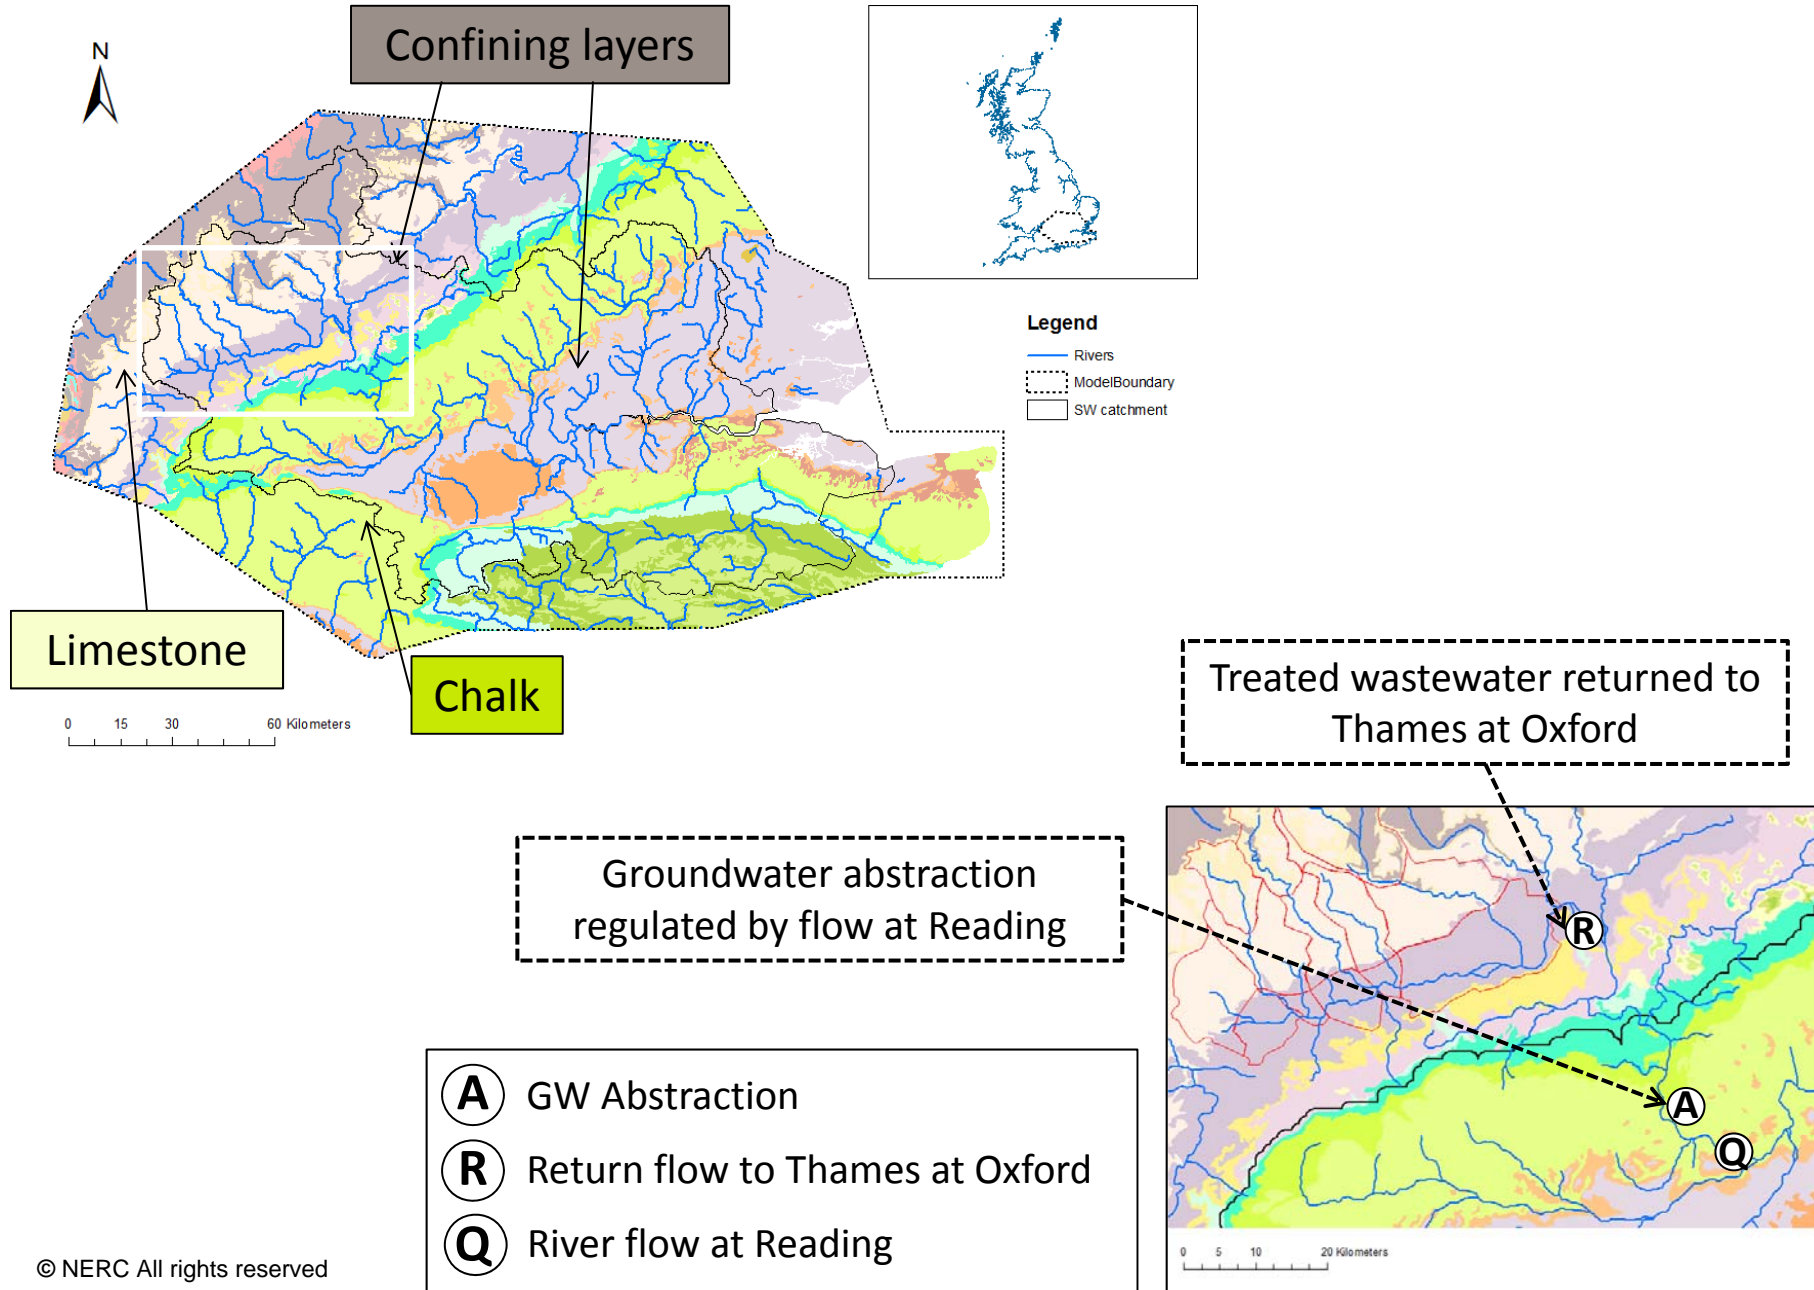 N
Confining layers
Legend
Rivers
ModelBoundary
SW catchment
Limestone
Chalk
0 15 30 60 Kilometers
Treated wastewater returned to
Thames at Oxford
Groundwater abstraction
regulated by flow at Reading
R
A
Q
A GW Abstraction
R Return flow to Thames at Oxford
Q River flow at Reading
0 5 10 20 Kilometers
© NERC All rights reserved